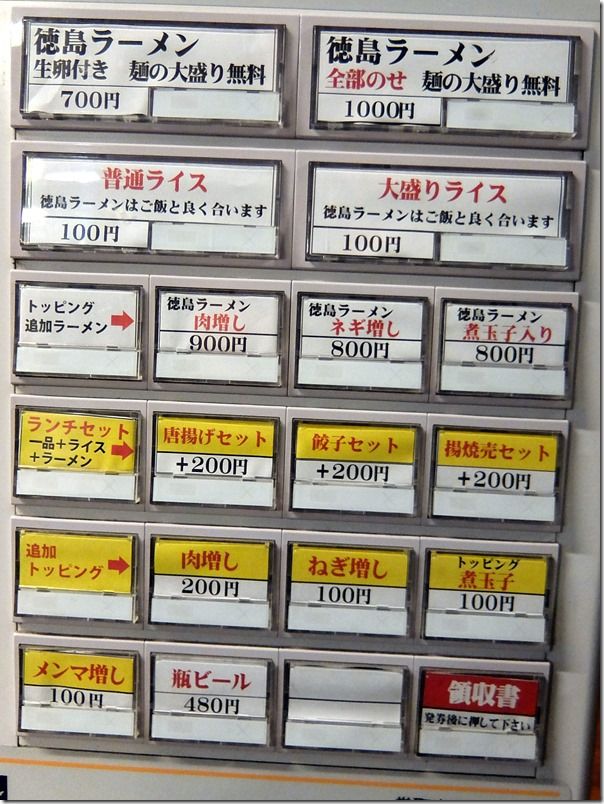 徳島ラーメン
生卵付き 麺の大盛り無料
700円
徳島ラーメン
全部のせ 麺の大盛り無料
1000円
普通ライス
徳島ラーメンはご飯と良く合います
100円
大盛りライス
徳島ラーメンはご飯と良く合います
100円
トッピング
追加ラーメン
徳島ラーメン
肉増し
900円
徳島ラーメン
ネギ増し
800円
徳島ラーメン
煮玉子入り
800円
ランチセット
一品+ライス
+ラーメン
唐揚げセット
+200円
餃子セット
+200円
揚焼売セット
+200円
追加
トッピング
肉増し
200円
ねぎ増し
100円
トッピング
煮玉子
100円
メンマ増し
100円
瓶ビール
480円
領収書
発券後に押して下さい